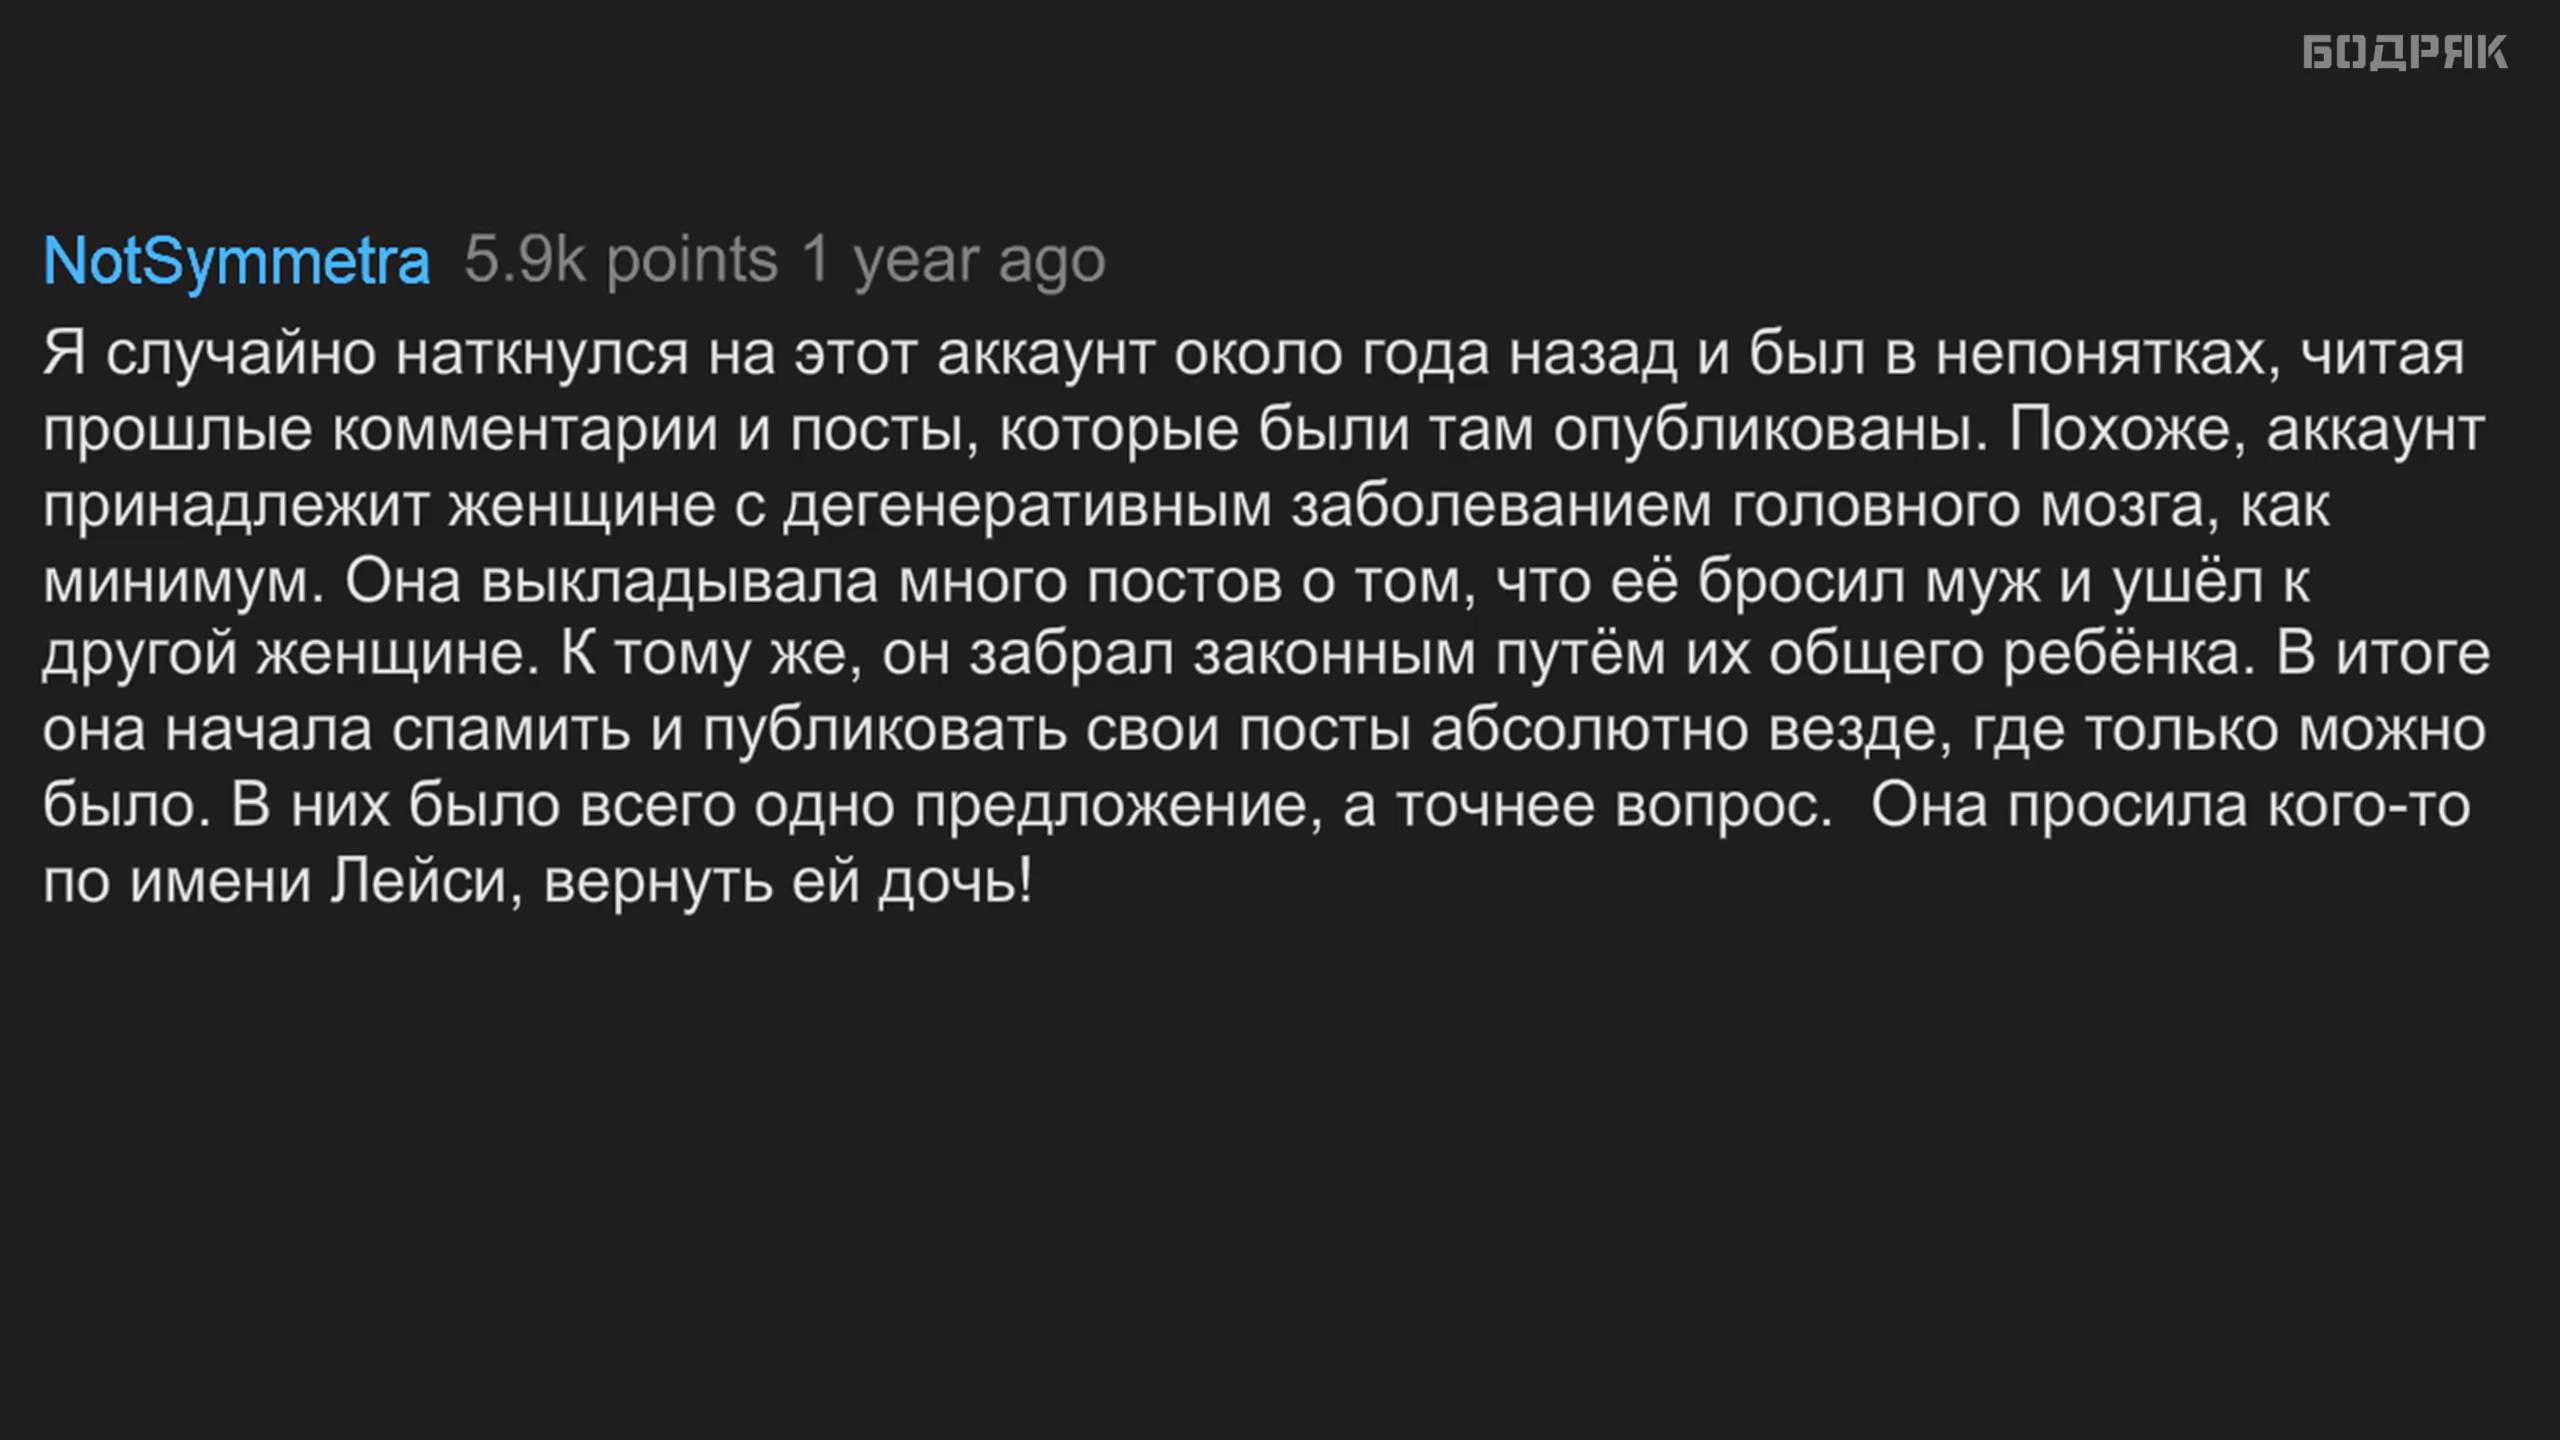 БОДРЯК
NotSymmetra 5.9k points 1 year ago
Я случайно наткнулся на этот аккаунт около года назад и был в непонятках, читая
прошлые комментарии и посты, которые были там опубликованы. Похоже, аккаунт
принадлежит женщине с дегенеративным заболеванием головного мозга, как
минимум. Она выкладывала много постов о том, что её бросил муж и ушёл к
другой женщине. К тому же, он забрал законным путём их общего ребёнка. В итоге
она начала спамить и публиковать свои посты абсолютно везде, где только можно
было. В них было всего одно предложение, а точнее вопрос.  Она просила кого-то
по имени Лейси, вернуть ей дочь!